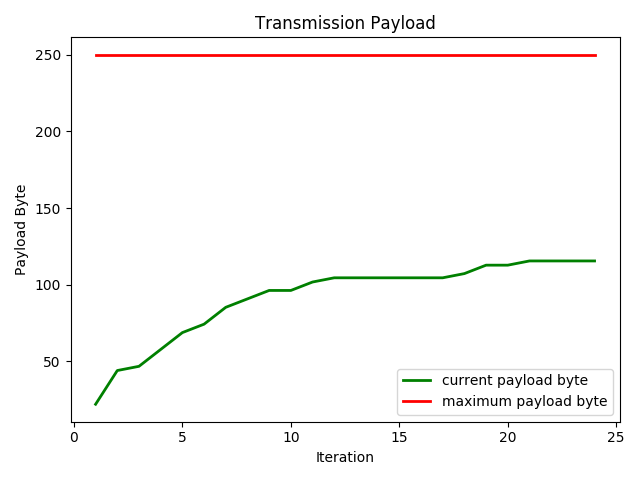 Transmission Payload
Payload Byte
250
200
150
100
50
0
5
10
15
20
25
Iteration
current payload byte
maximum payload byte